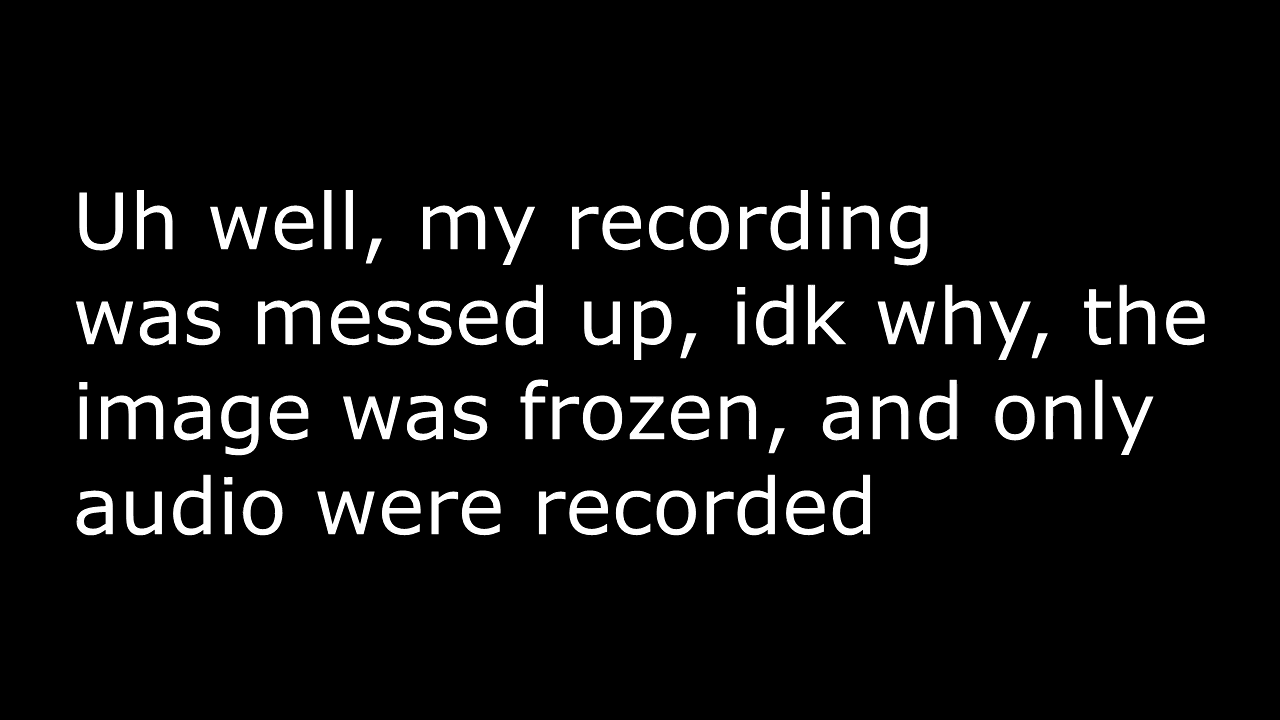 Uh well, my recording
was messed up, idk why, the
image was frozen, and only
audio were recorded